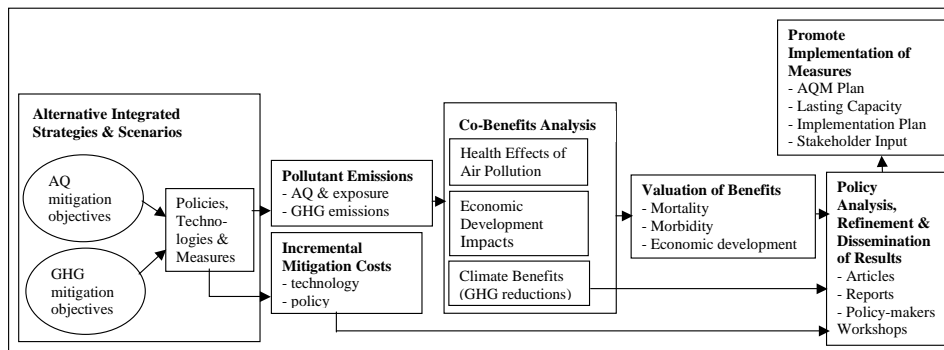 Alternative Integrated
Strategies & Scenarios
AQ
mitigation
objectives
GHG
mitigation
objectives
Policies,
Techno-
logies &
Measures
Pollutant Emissions
- AQ & exposure
- GHG emissions
Incremental
Mitigation Costs
- technology
- policy
Co-Benefits Analysis
Health Effects of
Air Pollution
Economic
Development
Impacts
Climate Benefits
(GHG reductions)
Valuation of Benefits
- Mortality
- Morbidity
- Economic development
Promote
Implementation of
Measures
- AQM Plan
- Lasting Capacity
- Implementation Plan
- Stakeholder Input
Policy
Analysis,
Refinement &
Dissemination
of Results
- Articles
- Reports
- Policy-makers
Workshops